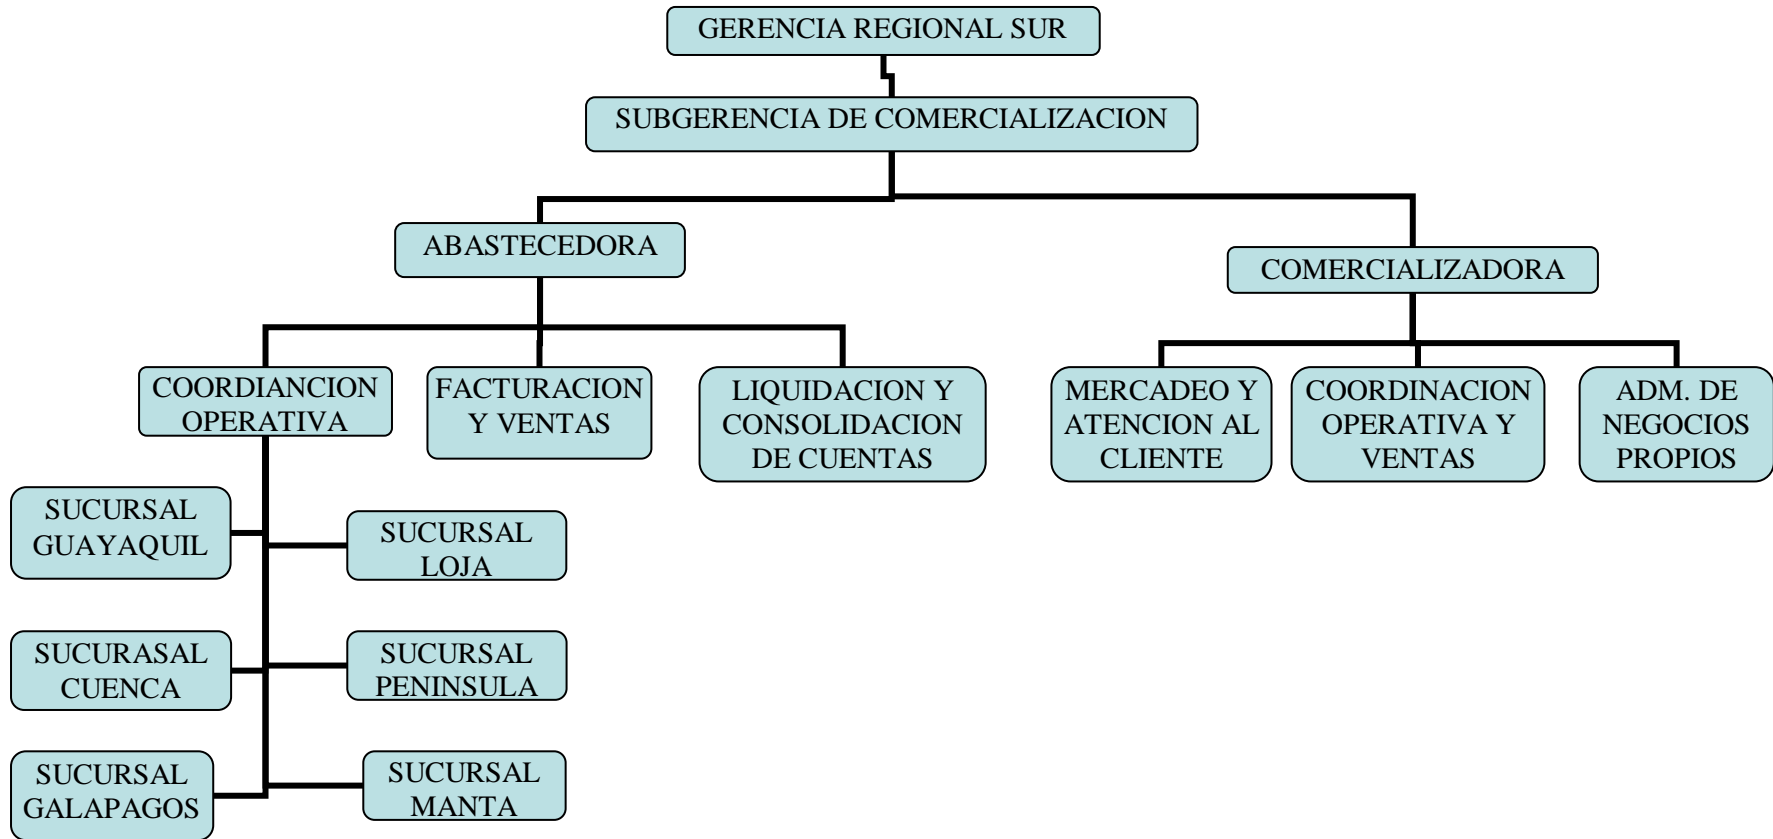 GERENCIA REGIONAL SUR
SUBGERENCIA DE COMERCIALIZACION
ABASTECEDORA
COMERCIALIZADORA
COORDIANCION
OPERATIVA
FACTURACION
Y VENTAS
LIQUIDACION Y
CONSOLIDACION
DE CUENTAS
MERCADEO Y
ATENCION AL
CLIENTE
COORDINACION
OPERATIVA Y
VENTAS
ADM. DE
NEGOCIOS
PROPIOS
SUCURSAL
GUAYAQUIL
SUCURSAL
LOJA
SUCURASAL
CUENCA
SUCURSAL
PENINSULA
SUCURSAL
GALAPAGOS
SUCURSAL
MANTA